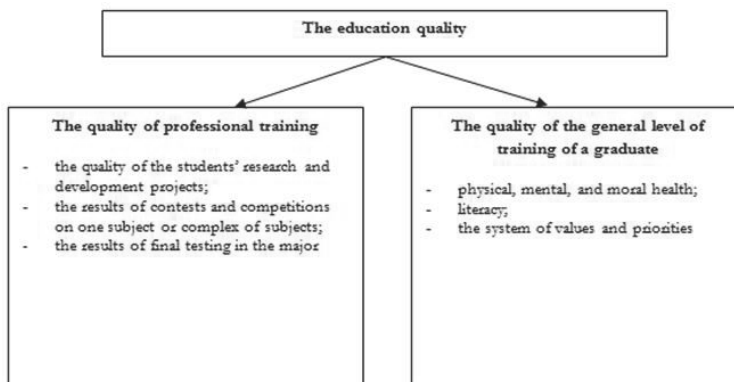 The education quality
The quality of professional training
- the quality of the students' research and
development projects;
- the results of contests and competitions
on one subject or complex of subjects;
- the results of final testing in the major
The quality of the general level of
training of a graduate
- physical, mental, and moral health;
- literacy;
- the system of values and priorities